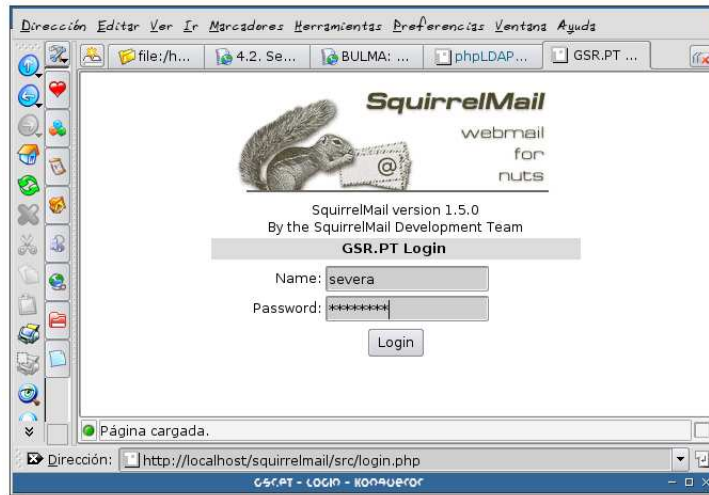 Dirección Editar Ver Ir Marcadores Herramientas Preferencias Ventana Ayuda
file:/h... 4.2. Se... BULMA: ... phpLDAP... GSR.PT ...
SquirrelMail
webmail
for
nuts
@
SquirrelMail version 1.5.0
By the SquirrelMail Development Team
GSR.PT Login
Name: severa
Password: ********
Login
Página cargada.
Dirección: http://localhost/squirrelmail/src/login.php
GSR.PT - LOGIN - KONQUEROR